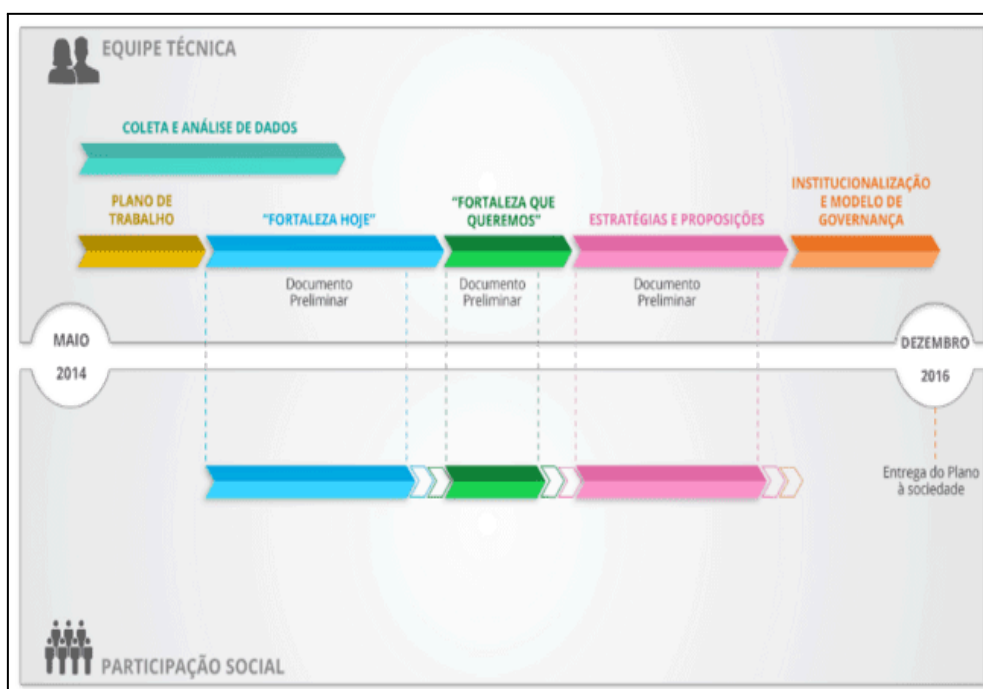 EQUIPE TÉCNICA
COLETA E ANÁLISE DE DADOS
PLANO DE
TRABALHO
“FORTALEZA HOJE”
“FORTALEZA QUE
QUEREMOS”
ESTRATÉGIAS E PROPOSIÇÕES
INSTITUCIONALIZAÇÃO
E MODELO DE
GOVERNANÇA
Documento
Preliminar
Documento
Preliminar
Documento
Preliminar
MAIO
2014
DEZEMBRO
2016
Entrega do Plano
à sociedade
PARTICIPAÇÃO SOCIAL